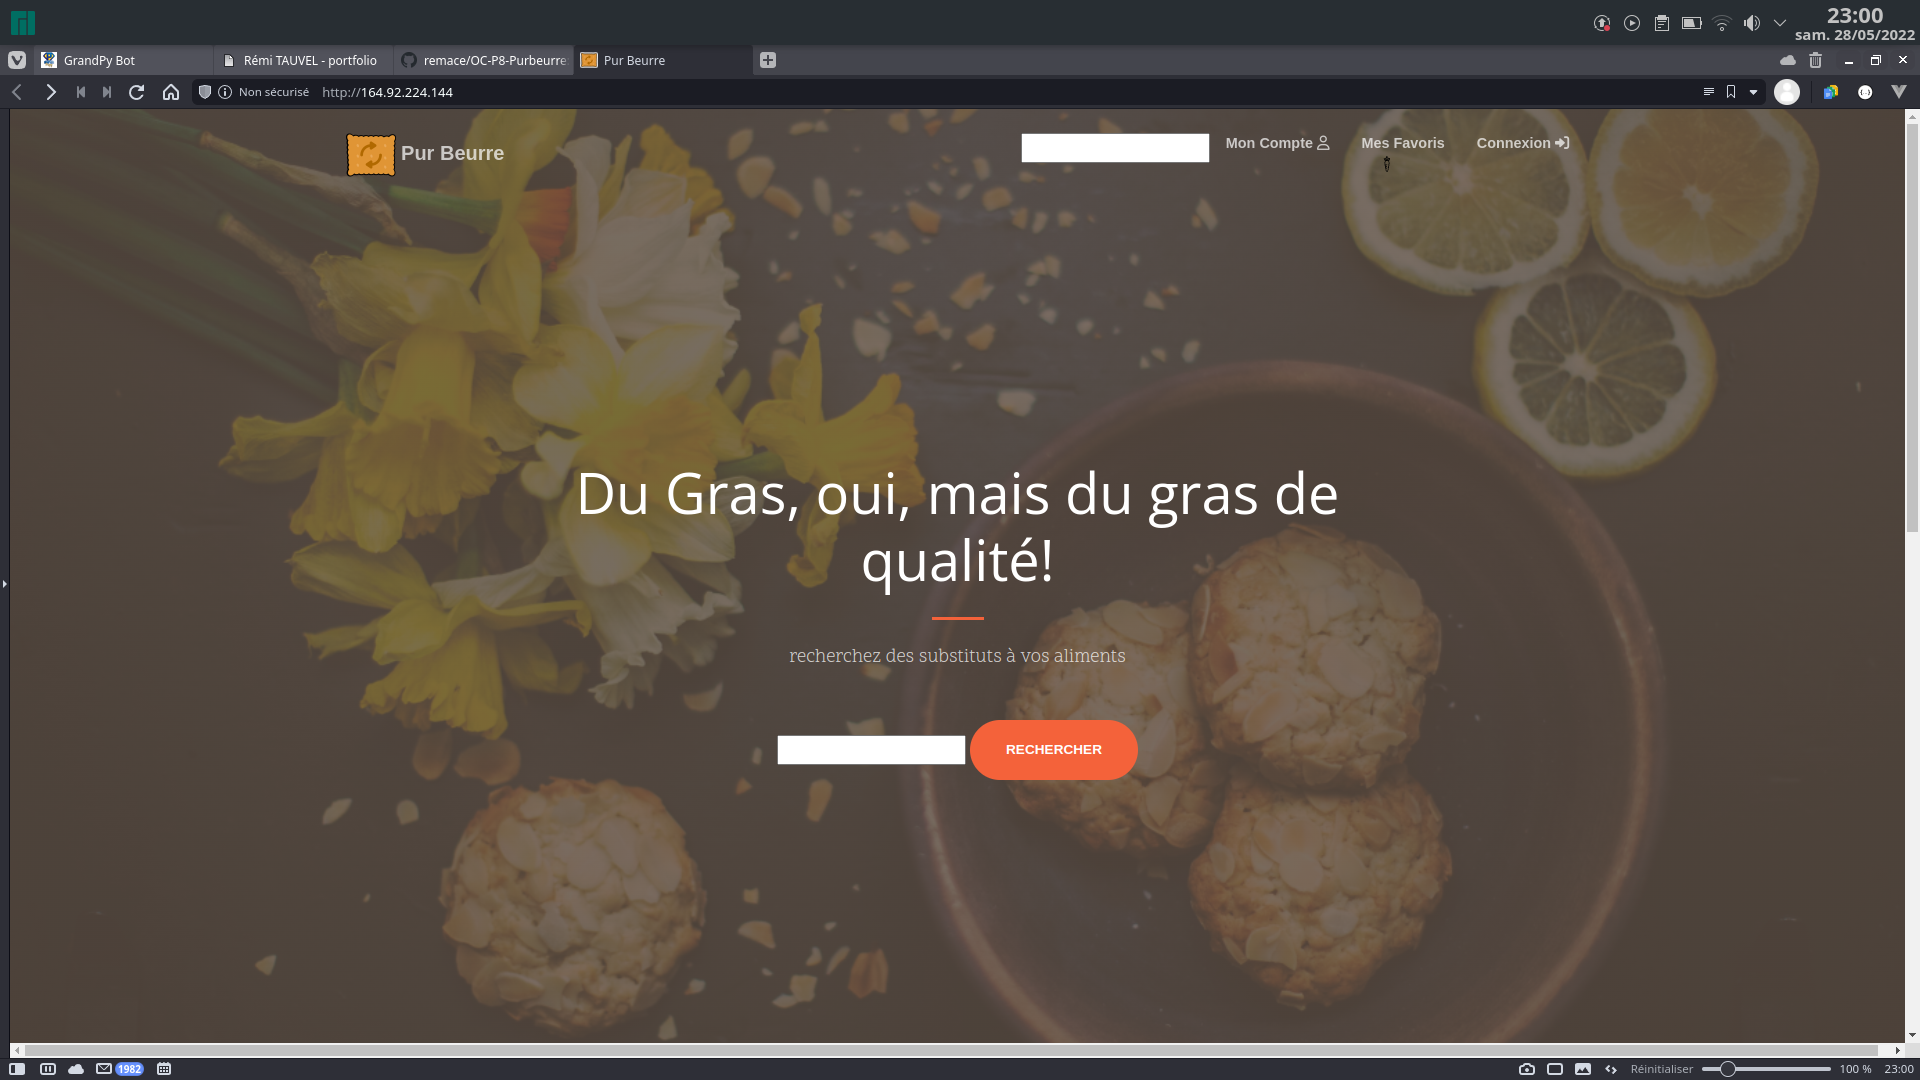 23:00
sam. 28/05/2022
GrandPy Bot
Rémi TAUVEL - portfolio
remace/OC-P8-Purbeurre
Pur Beurre
Non sécurisé
http://164.92.224.144
Pur Beurre
Mon Compte
Mes Favoris
Connexion
Du Gras, oui, mais du gras de
qualité!
recherchez des substituts à vos aliments
RECHERCHER
1982
Réinitialiser
100 %
23:00